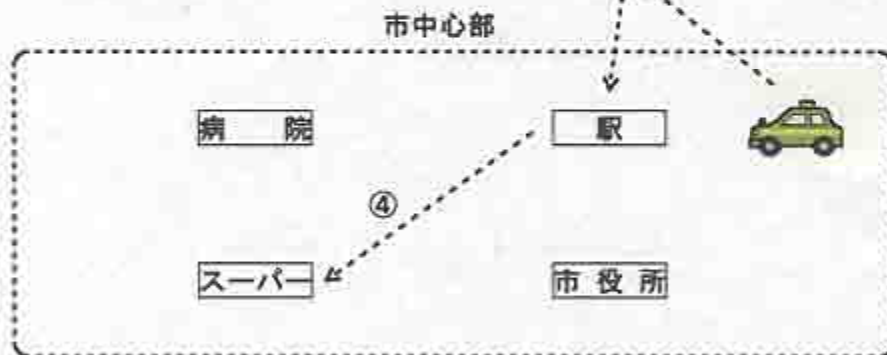 市中心部
病 院
駅
④
スーパー
市 役 所